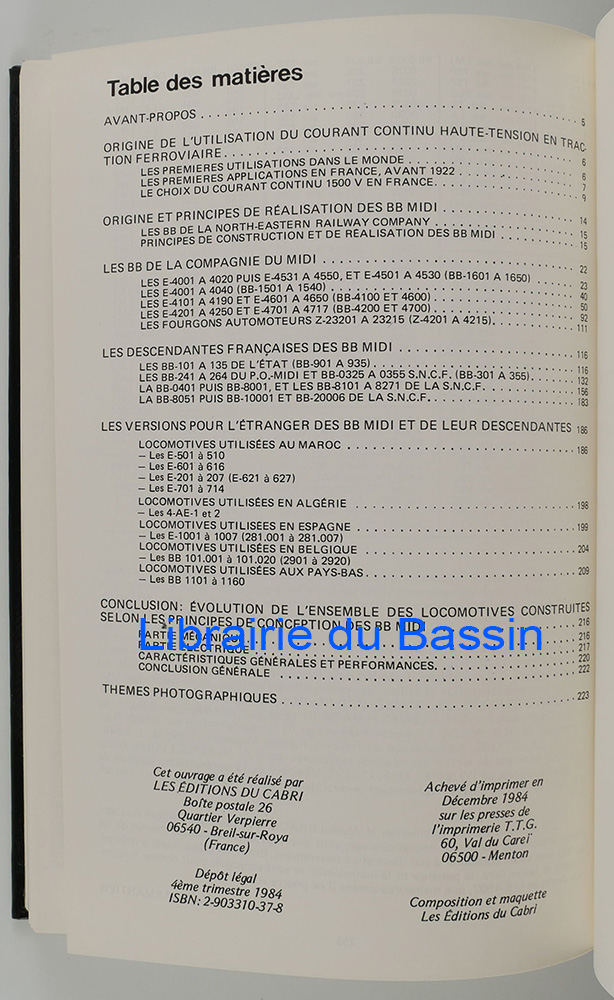 Table des matières
AVANT-PROPOS . . . . . . . . . . . . . . . . . . . . . . . . . . . . . . . . . . . . . . . . 5
ORIGINE DE L'UTILISATION DU COURANT CONTINU HAUTE-TENSION EN TRAC-
TION FERROVIAIRE . . . . . . . . . . . . . . . . . . . . . . . . . . . . . . . . . . . . 6
LES PREMIERES UTILISATIONS DANS LE MONDE . . . . . . . . . . . . . . . . . . . 6
LES PREMIERES APPLICATIONS EN FRANCE, AVANT 1922 . . . . . . . . . . . . . . 7
LE CHOIX DU COURANT CONTINU 1500 V EN FRANCE. . . . . . . . . . . . . . . . 9
ORIGINE ET PRINCIPES DE RÉALISATION DES BB MIDI . . . . . . . . . . . . . . . 14
LES BB DE LA NORTH-EASTERN RAILWAY COMPANY . . . . . . . . . . . . . . . . 15
PRINCIPES DE CONSTRUCTION ET DE RÉALISATION DES BB MIDI . . . . . . . . . 15
LES BB DE LA COMPAGNIE DU MIDI . . . . . . . . . . . . . . . . . . . . . . . . . . 22
LES E-4001 A 4020 PUIS E-4531 A 4550, ET E-4501 A 4530 (BB-1601 A 1650) . . . . . 23
LES E-4001 A 4040 (BB-1501 A 1540) . . . . . . . . . . . . . . . . . . . . . . . . . 40
LES E-4101 A 4190 ET E-4601 A 4650 (BB-4100 ET 4600) . . . . . . . . . . . . . . . 50
LES E-4201 A 4250 ET E-4701 A 4717 (BB-4200 ET 4700) . . . . . . . . . . . . . . . 92
LES FOURGONS AUTOMOTEURS Z-23201 A 23215 (Z-4201 A 4215). . . . . . . . . . 111
LES DESCENDANTES FRANÇAISES DES BB MIDI . . . . . . . . . . . . . . . . . . . 116
LES BB-101 A 135 DE L'ÉTAT (BB-901 A 935) . . . . . . . . . . . . . . . . . . . . . 116
LES BB-241 A 264 DU P.O.-MIDI ET BB-0325 A 0355 S.N.C.F. (BB-301 A 355). . . . . 132
LA BB-0401 PUIS BB-8001, ET LES BB-8101 A 8271 DE LA S.N.C.F. . . . . . . . . . . 156
LA BB-8051 PUIS BB-10001 ET BB-20006 DE LA S.N.C.F. . . . . . . . . . . . . . . . 183
LES VERSIONS POUR L'ÉTRANGER DES BB MIDI ET DE LEUR DESCENDANTES 186
LOCOMOTIVES UTILISÉES AU MAROC . . . . . . . . . . . . . . . . . . . . . . . . . 186
— Les E-501 à 510
— Les E-601 à 616
— Les E-201 à 207 (E-621 à 627)
— Les E-701 à 714
LOCOMOTIVES UTILISÉES EN ALGÉRIE . . . . . . . . . . . . . . . . . . . . . . . . 198
— Les 4-AE-1 et 2
LOCOMOTIVES UTILISÉES EN ESPAGNE . . . . . . . . . . . . . . . . . . . . . . . . 199
— Les E-1001 à 1007 (281.001 à 281.007)
LOCOMOTIVES UTILISÉES EN BELGIQUE . . . . . . . . . . . . . . . . . . . . . . . 204
— Les BB 101.001 à 101.020 (2901 à 2920)
LOCOMOTIVES UTILISÉES AUX PAYS-BAS. . . . . . . . . . . . . . . . . . . . . . . 209
— Les BB 1101 à 1160
CONCLUSION: ÉVOLUTION DE L'ENSEMBLE DES LOCOMOTIVES CONSTRUITES
SELON LES PRINCIPES DE CONCEPTION DES BB MIDI . . . . . . . . . . . . . . . 216
PARTIE MÉCANIQUE . . . . . . . . . . . . . . . . . . . . . . . . . . . . . . . . . . 216
PARTIE ÉLECTRIQUE . . . . . . . . . . . . . . . . . . . . . . . . . . . . . . . . . . 217
CARACTÉRISTIQUES GÉNÉRALES ET PERFORMANCES. . . . . . . . . . . . . . . . 220
CONCLUSION GÉNÉRALE . . . . . . . . . . . . . . . . . . . . . . . . . . . . . . . 222
THEMES PHOTOGRAPHIQUES . . . . . . . . . . . . . . . . . . . . . . . . . . . . . 223
Librairie du Bassin
Cet ouvrage a été réalisé par
LES ÉDITIONS DU CABRI
Boîte postale 26
Quartier Verpierre
06540 - Breil-sur-Roya
(France)
Dépôt légal
4ème trimestre 1984
ISBN: 2-903310-37-8
Achevé d'imprimer en
Décembre 1984
sur les presses de
l'imprimerie T.T.G.
60, Val du Careï
06500 - Menton
Composition et maquette
Les Éditions du Cabri